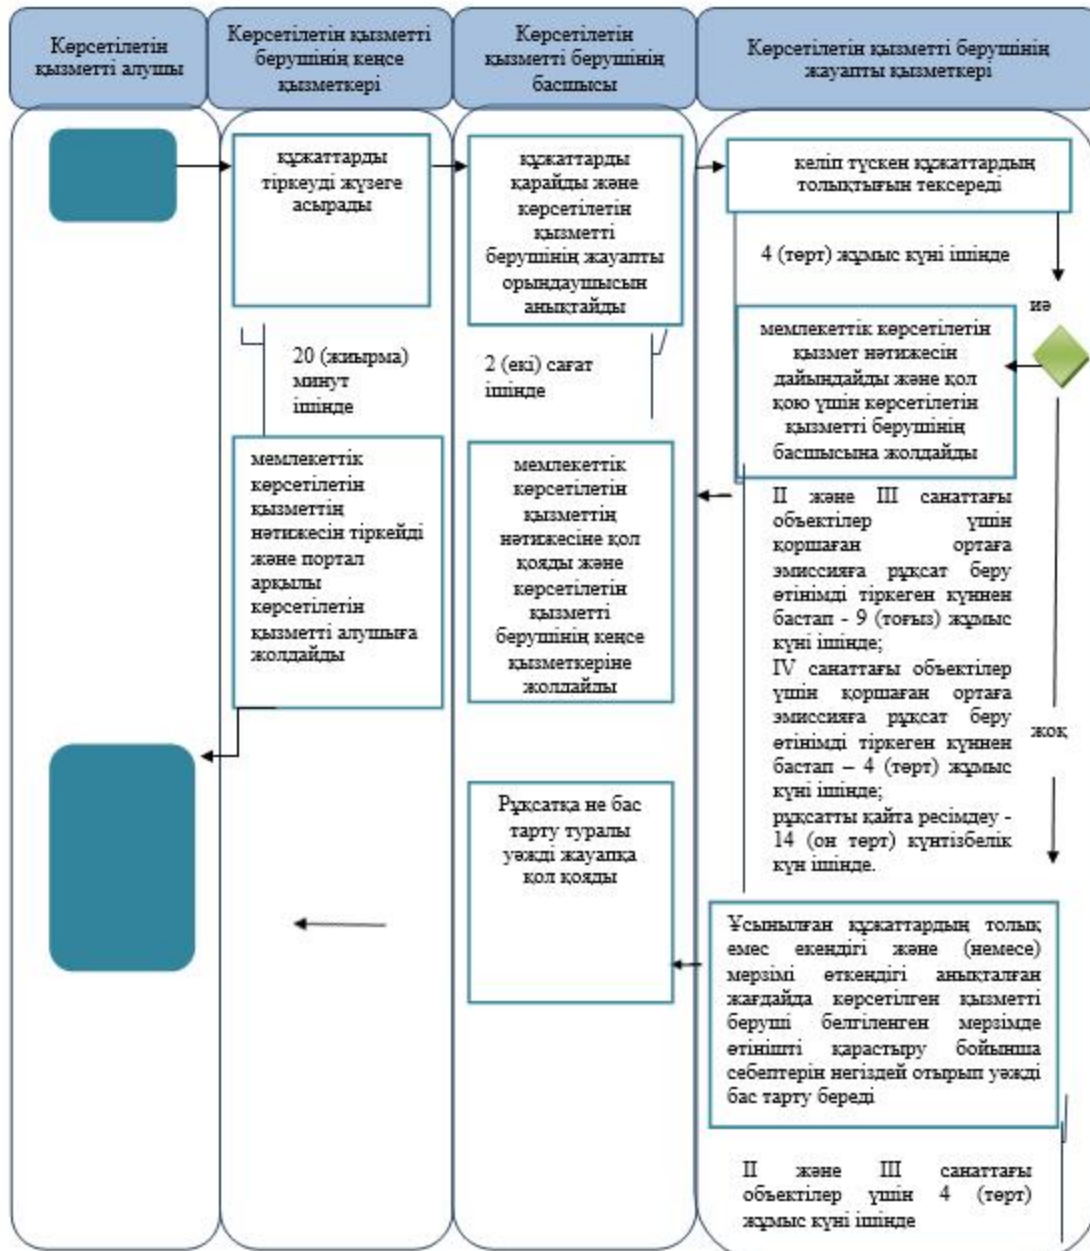 Көрсетілетін
қызметті алушы
Көрсетілетін қызметті
берушінің кеңсе
қызметкері
Көрсетілетін
қызметті берушінің
басшысы
Көрсетілетін қызметті берушінің
жауапты қызметкері
құжаттарды
тіркеуді жүзеге
асырады
құжаттарды
қарайды және
көрсетілетін
қызметті
берушінің жауапты
орындаушысын
анықтайды
келіп түскен құжаттардың
толықтығын тексереді
4 (төрт) жұмыс күні ішінде
иә
20 (жиырма)
минут
ішінде
2 (екі) сағат
ішінде
мемлекеттік көрсетілетін
қызмет нәтижесін
дайындайды және қол
қою үшін көрсетілетін
қызметті берушінің
басшысына жолдайды
мемлекеттік
көрсетілетін
қызметтің
нәтижесін тіркейді
және портал
арқылы
көрсетілетін
қызметті алушыға
жолдайды
мемлекеттік
көрсетілетін
қызметтің
нәтижесіне қол
қояды және
көрсетілетін
қызметті
берушінің кеңсе
қызметкеріне
жолдайды
II және III санаттағы
объектілер үшін
қоршаған ортаға
эмиссияға рұқсат беру
өтінімді тіркеген күннен
бастап - 9 (тоғыз) жұмыс
күні ішінде;
IV санаттағы объектілер
үшін қоршаған ортаға
эмиссияға рұқсат беру
өтінімді тіркеген күннен
бастап – 4 (төрт) жұмыс
күні ішінде;
рұқсатты қайта ресімдеу -
14 (он төрт) күнтізбелік
күн ішінде.
жоқ
Рұқсатқа не бас
тарту туралы
уәжді жауапқа
қол қояды
Ұсынылған құжаттардың толық
емес екендігі және (немесе)
мерзімі өткендігі анықталған
жағдайда көрсетілген қызметті
беруші белгіленген мерзімде
өтінішті қарастыру бойынша
себептерін негіздей отырып уәжді
бас тарту береді
II және III санаттағы
объектілер үшін 4 (төрт)
жұмыс күні ішінде